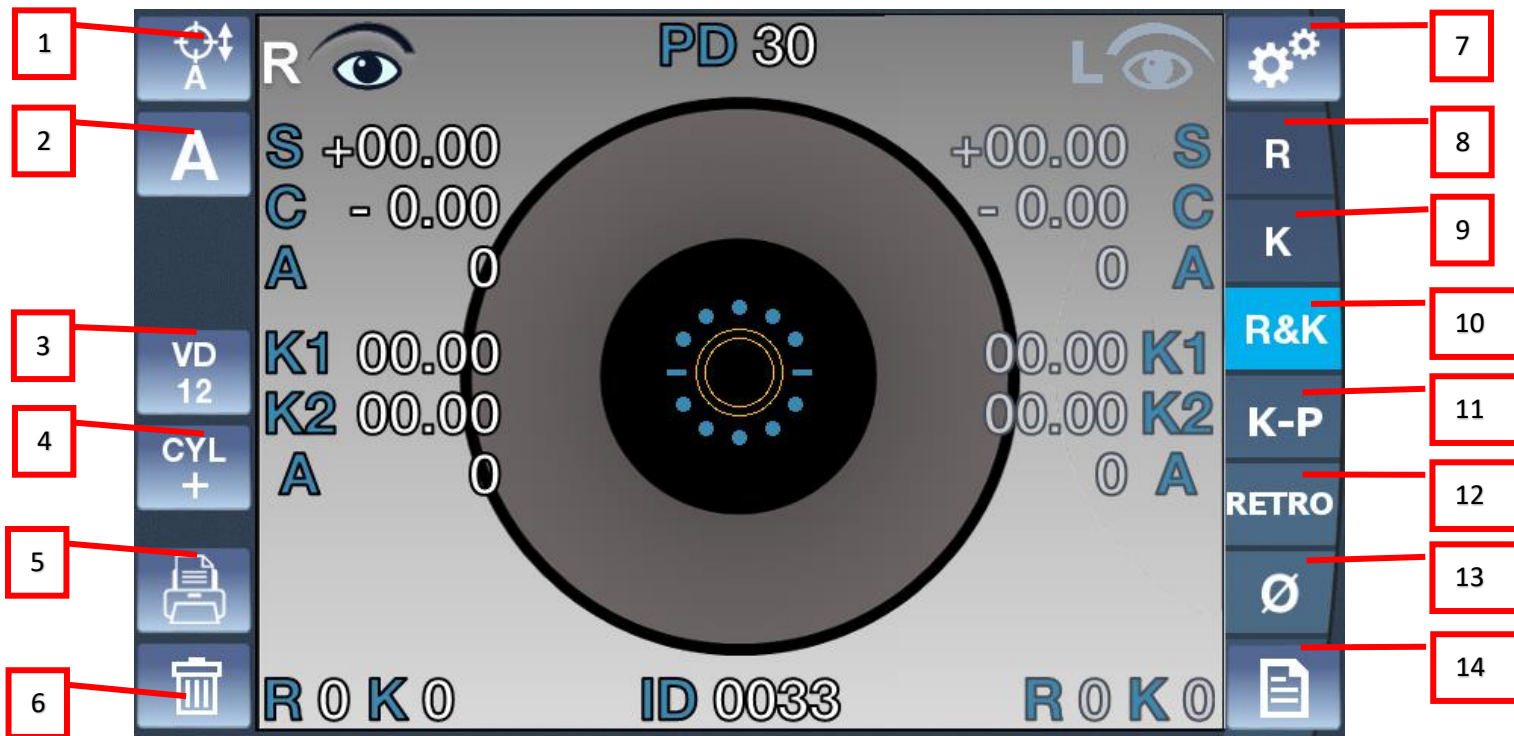 1
A
2
A
3
VD
12
4
CYL
+
5
6
R
PD 30
L
S +00.00
+00.00 S
C - 0.00
- 0.00 C
A 0
0 A
K1 00.00
00.00 K1
K2 00.00
00.00 K2
A 0
0 A
R 0 K 0
ID 0033
R 0 K 0
7
R
8
K
9
R&K
10
K-P
11
RETRO
12
Ø
13
14